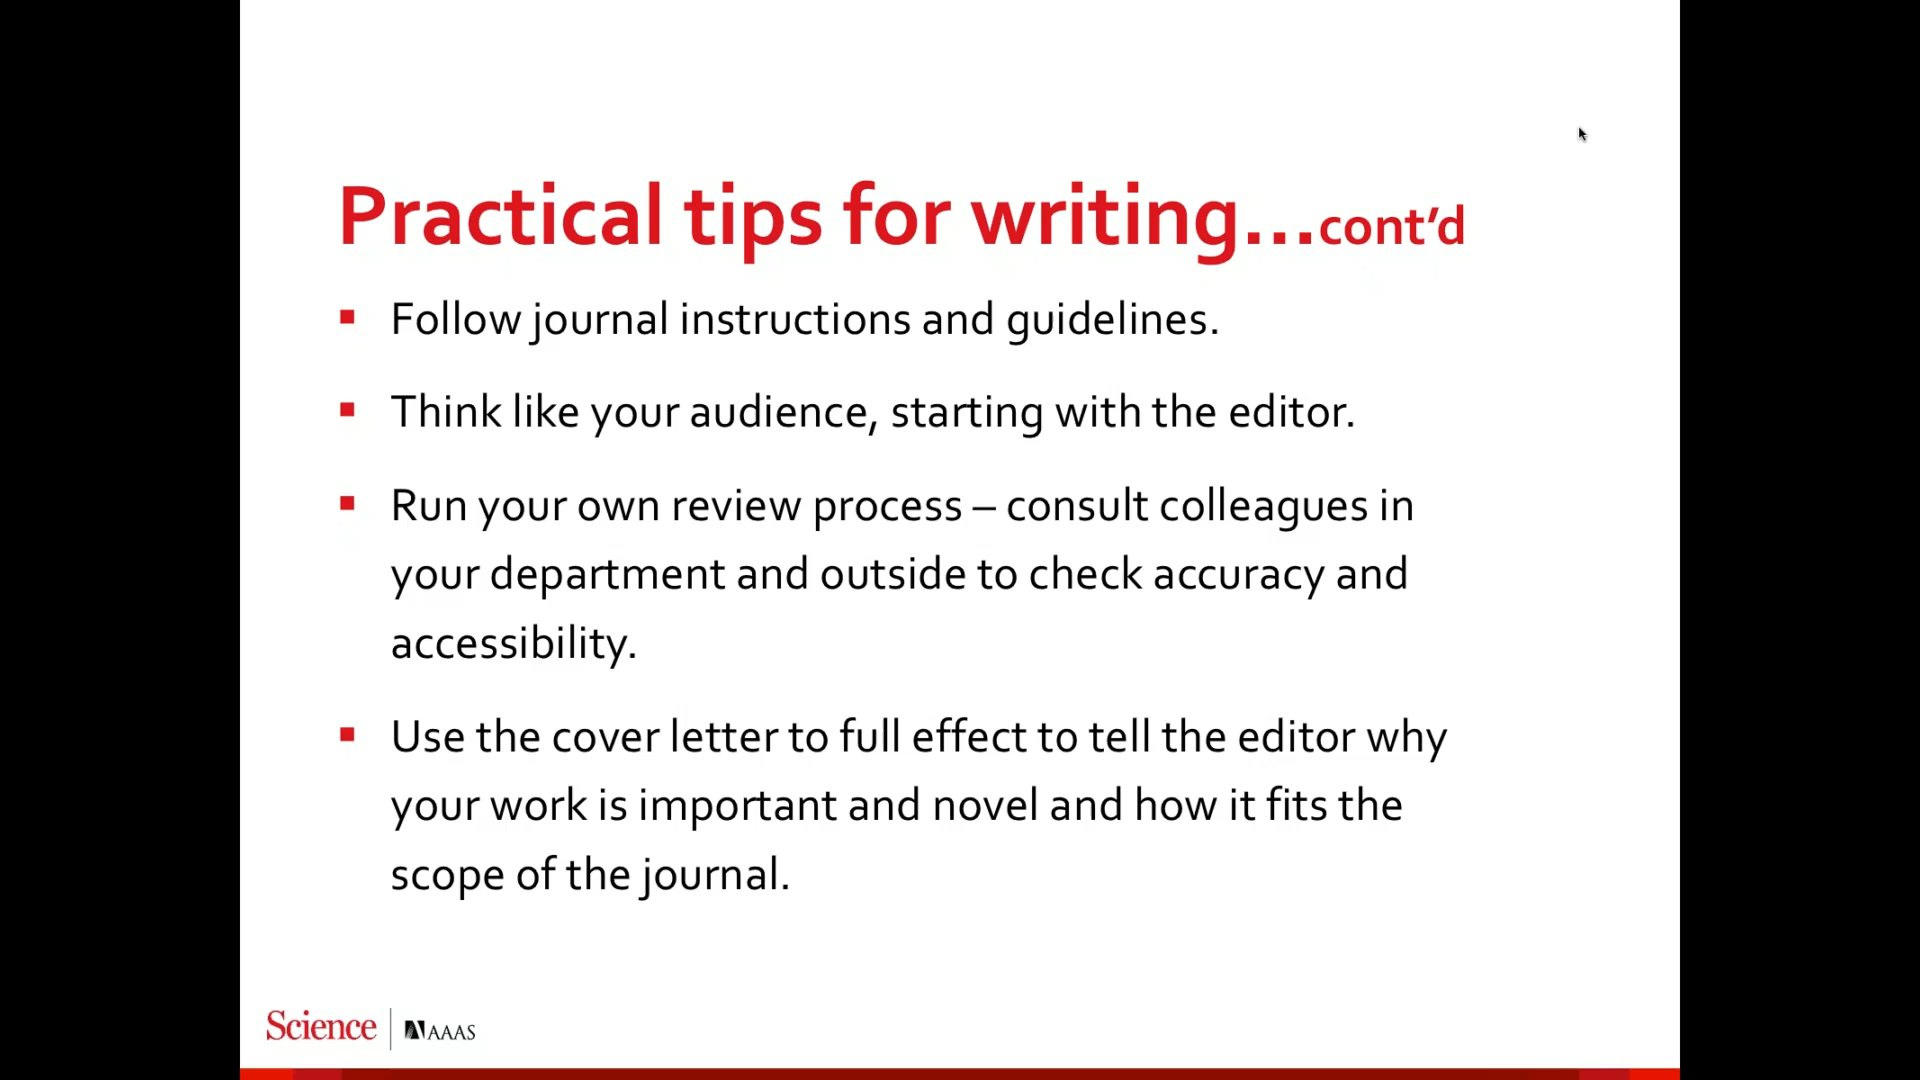 Practical tips for writing...cont’d
▪ Follow journal instructions and guidelines.
▪ Think like your audience, starting with the editor.
▪ Run your own review process – consult colleagues in
your department and outside to check accuracy and
accessibility.
▪ Use the cover letter to full effect to tell the editor why
your work is important and novel and how it fits the
scope of the journal.
Science | AAAS